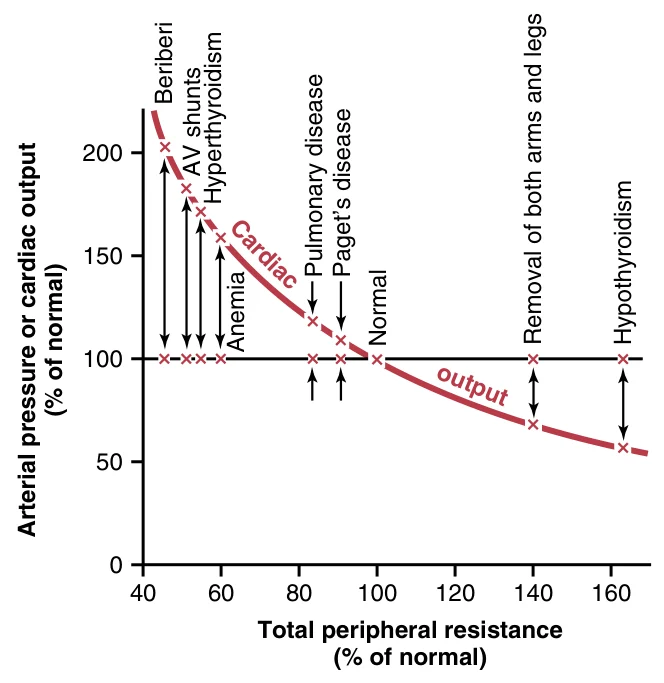 Beriberi
AV shunts
Hyperthyroidism
Anemia
Pulmonary disease
Paget's disease
Normal
Removal of both arms and legs
Hypothyroidism
Cardiac
output
Arterial pressure or cardiac output
(% of normal)
200
150
100
50
0
40 60 80 100 120 140 160
Total peripheral resistance
(% of normal)